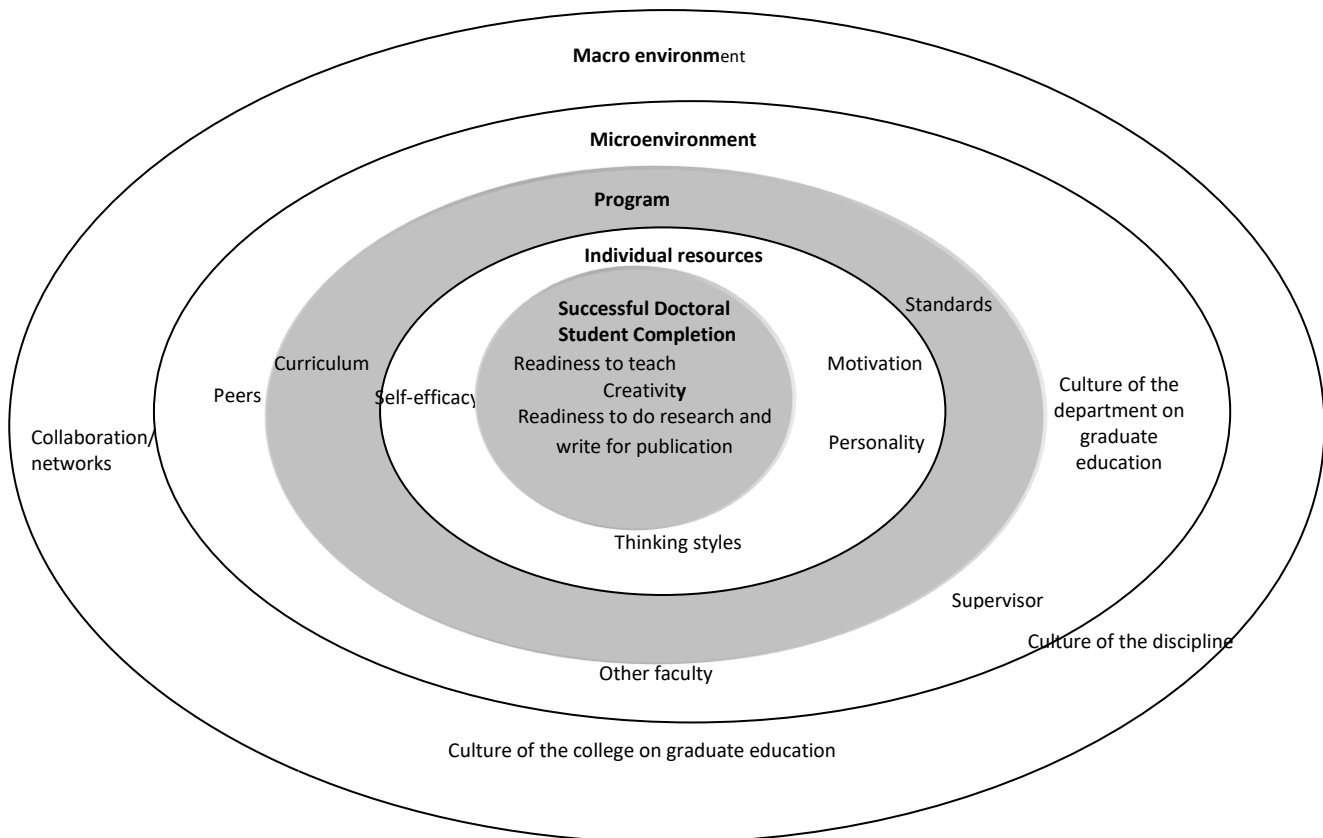 Macro environment
Microenvironment
Program
Individual resources
Successful Doctoral
Student Completion
Readiness to teach
Creativity
Readiness to do research and
write for publication
Standards
Curriculum
Motivation
Peers
Self-efficacy
Culture of the
department on
graduate
education
Collaboration/
networks
Personality
Thinking styles
Supervisor
Culture of the discipline
Other faculty
Culture of the college on graduate education